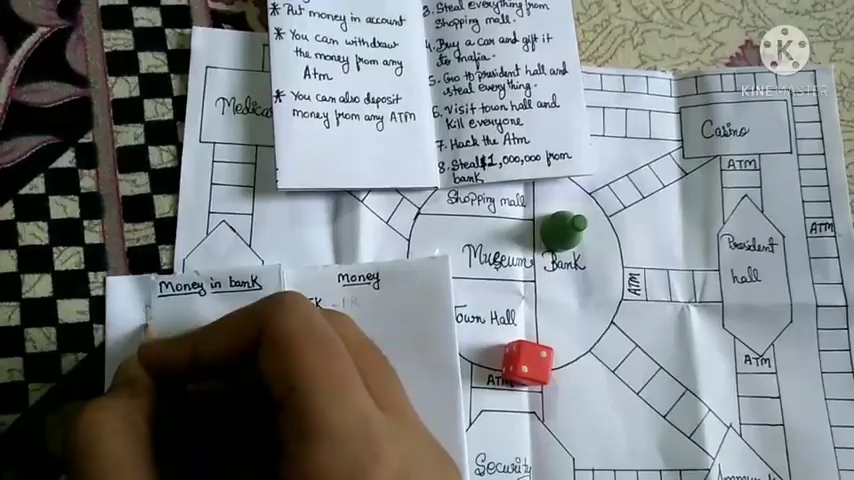 * Put money in account
* You can withdraw
the money from any
Atm
* You can also deposit
money from any ATM
3. Steal everything from
Shopping mall.
4. Buy a car and gift it
to mafia.
5. Go to president hall and
steal everything.
6. Visit town hall and
Kill everyone
7. Hack the Atm
8. Steal $1,000,000 from
bank
KINEMASTER
Medica
Casino
ATM
ATM
President
hall
Shopping mall
Museum
Bank
ATM
Town Hall
ATM
ATM
Security
Money in bank
Money